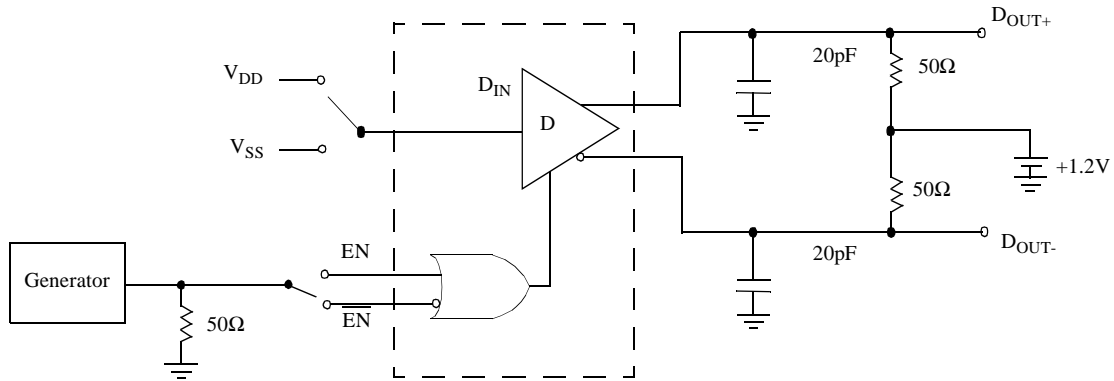 D_OUT+
20pF
50Ω
V_DD
D_IN
D
V_SS
+1.2V
50Ω
EN
D_OUT-
20pF
Generator
EN̅
50Ω